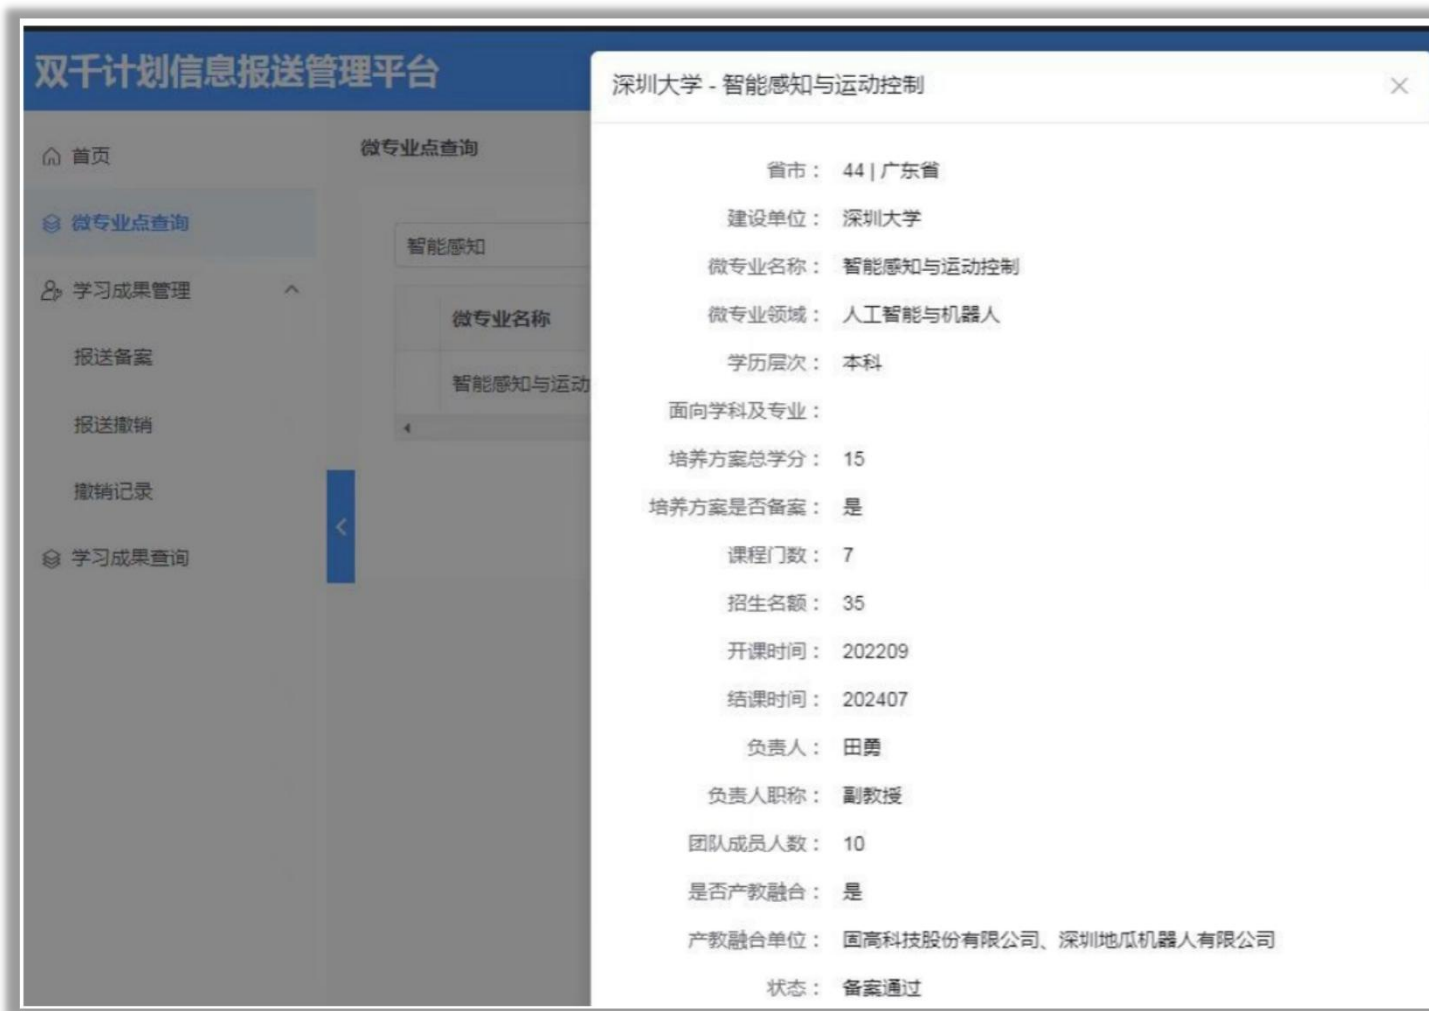 双千计划信息报送管理平台
首页
微专业点查询
学习成果管理
报送备案
报送撤销
撤销记录
学习成果查询
微专业点查询
智能感知
微专业名称
智能感知与运动
深圳大学 - 智能感知与运动控制
省市： 44 | 广东省
建设单位： 深圳大学
微专业名称： 智能感知与运动控制
微专业领域： 人工智能与机器人
学历层次： 本科
面向学科及专业：
培养方案总学分： 15
培养方案是否备案： 是
课程门数： 7
招生名额： 35
开课时间： 202209
结课时间： 202407
负责人： 田勇
负责人职称： 副教授
团队成员人数： 10
是否产教融合： 是
产教融合单位： 固高科技股份有限公司、深圳地瓜机器人有限公司
状态： 备案通过